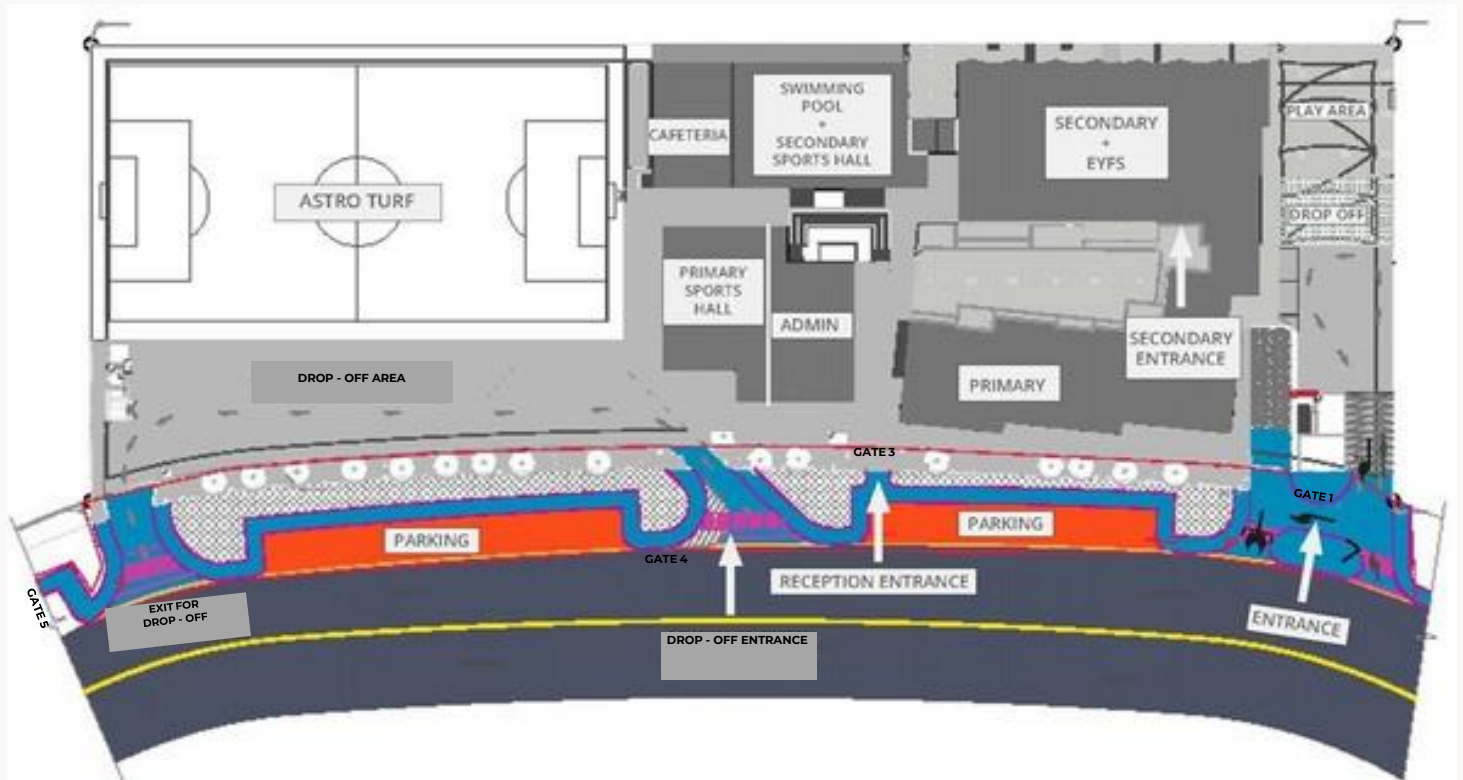 SWIMMING
POOL
+
SECONDARY
SPORTS HALL
CAFETERIA
SECONDARY
+
EYFS
PLAY AREA
ASTRO TURF
DROP OFF
PRIMARY
SPORTS
HALL
ADMIN
SECONDARY
ENTRANCE
DROP - OFF AREA
PRIMARY
GATE 3
GATE 1
PARKING
PARKING
GATE 4
RECEPTION ENTRANCE
GATE 5
EXIT FOR
DROP - OFF
ENTRANCE
DROP - OFF ENTRANCE